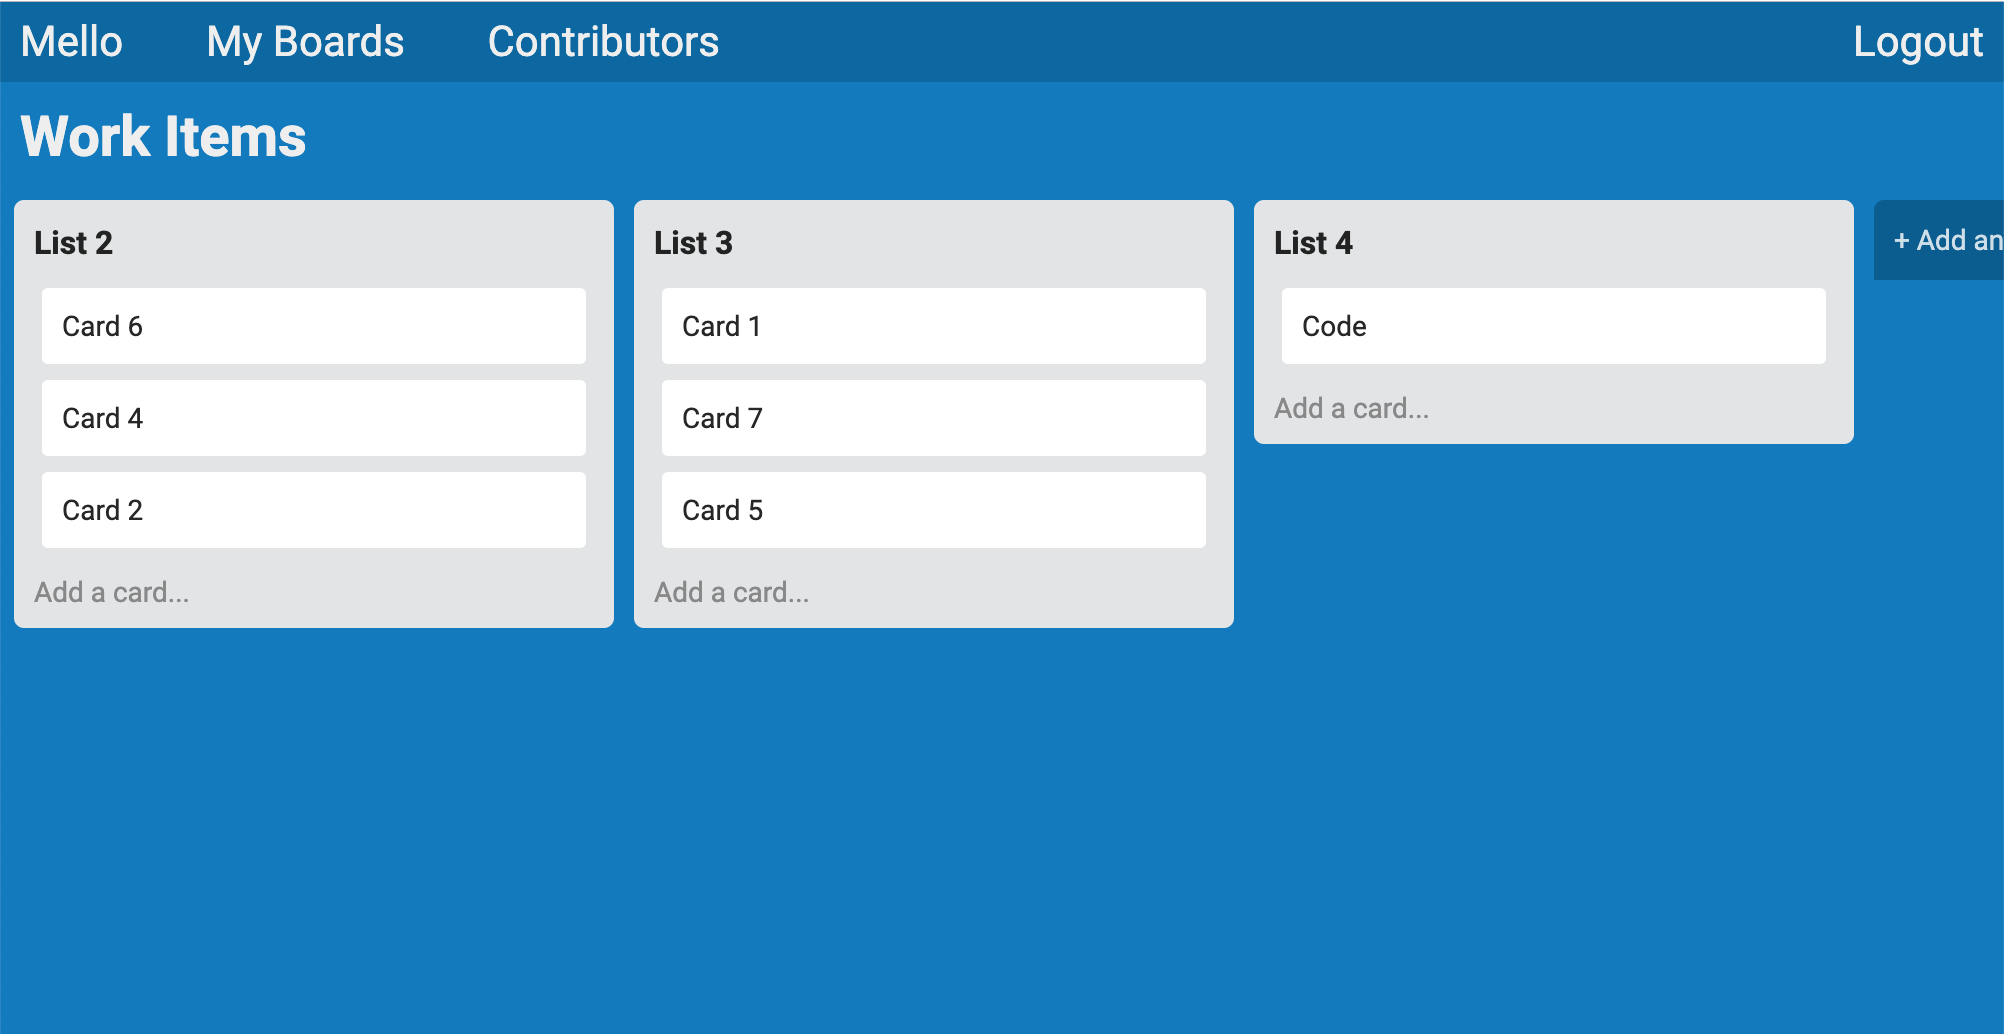 Mello My Boards Contributors Logout
Work Items
List 2
Card 6
Card 4
Card 2
Add a card...
List 3
Card 1
Card 7
Card 5
Add a card...
List 4
Code
Add a card...
+ Add an